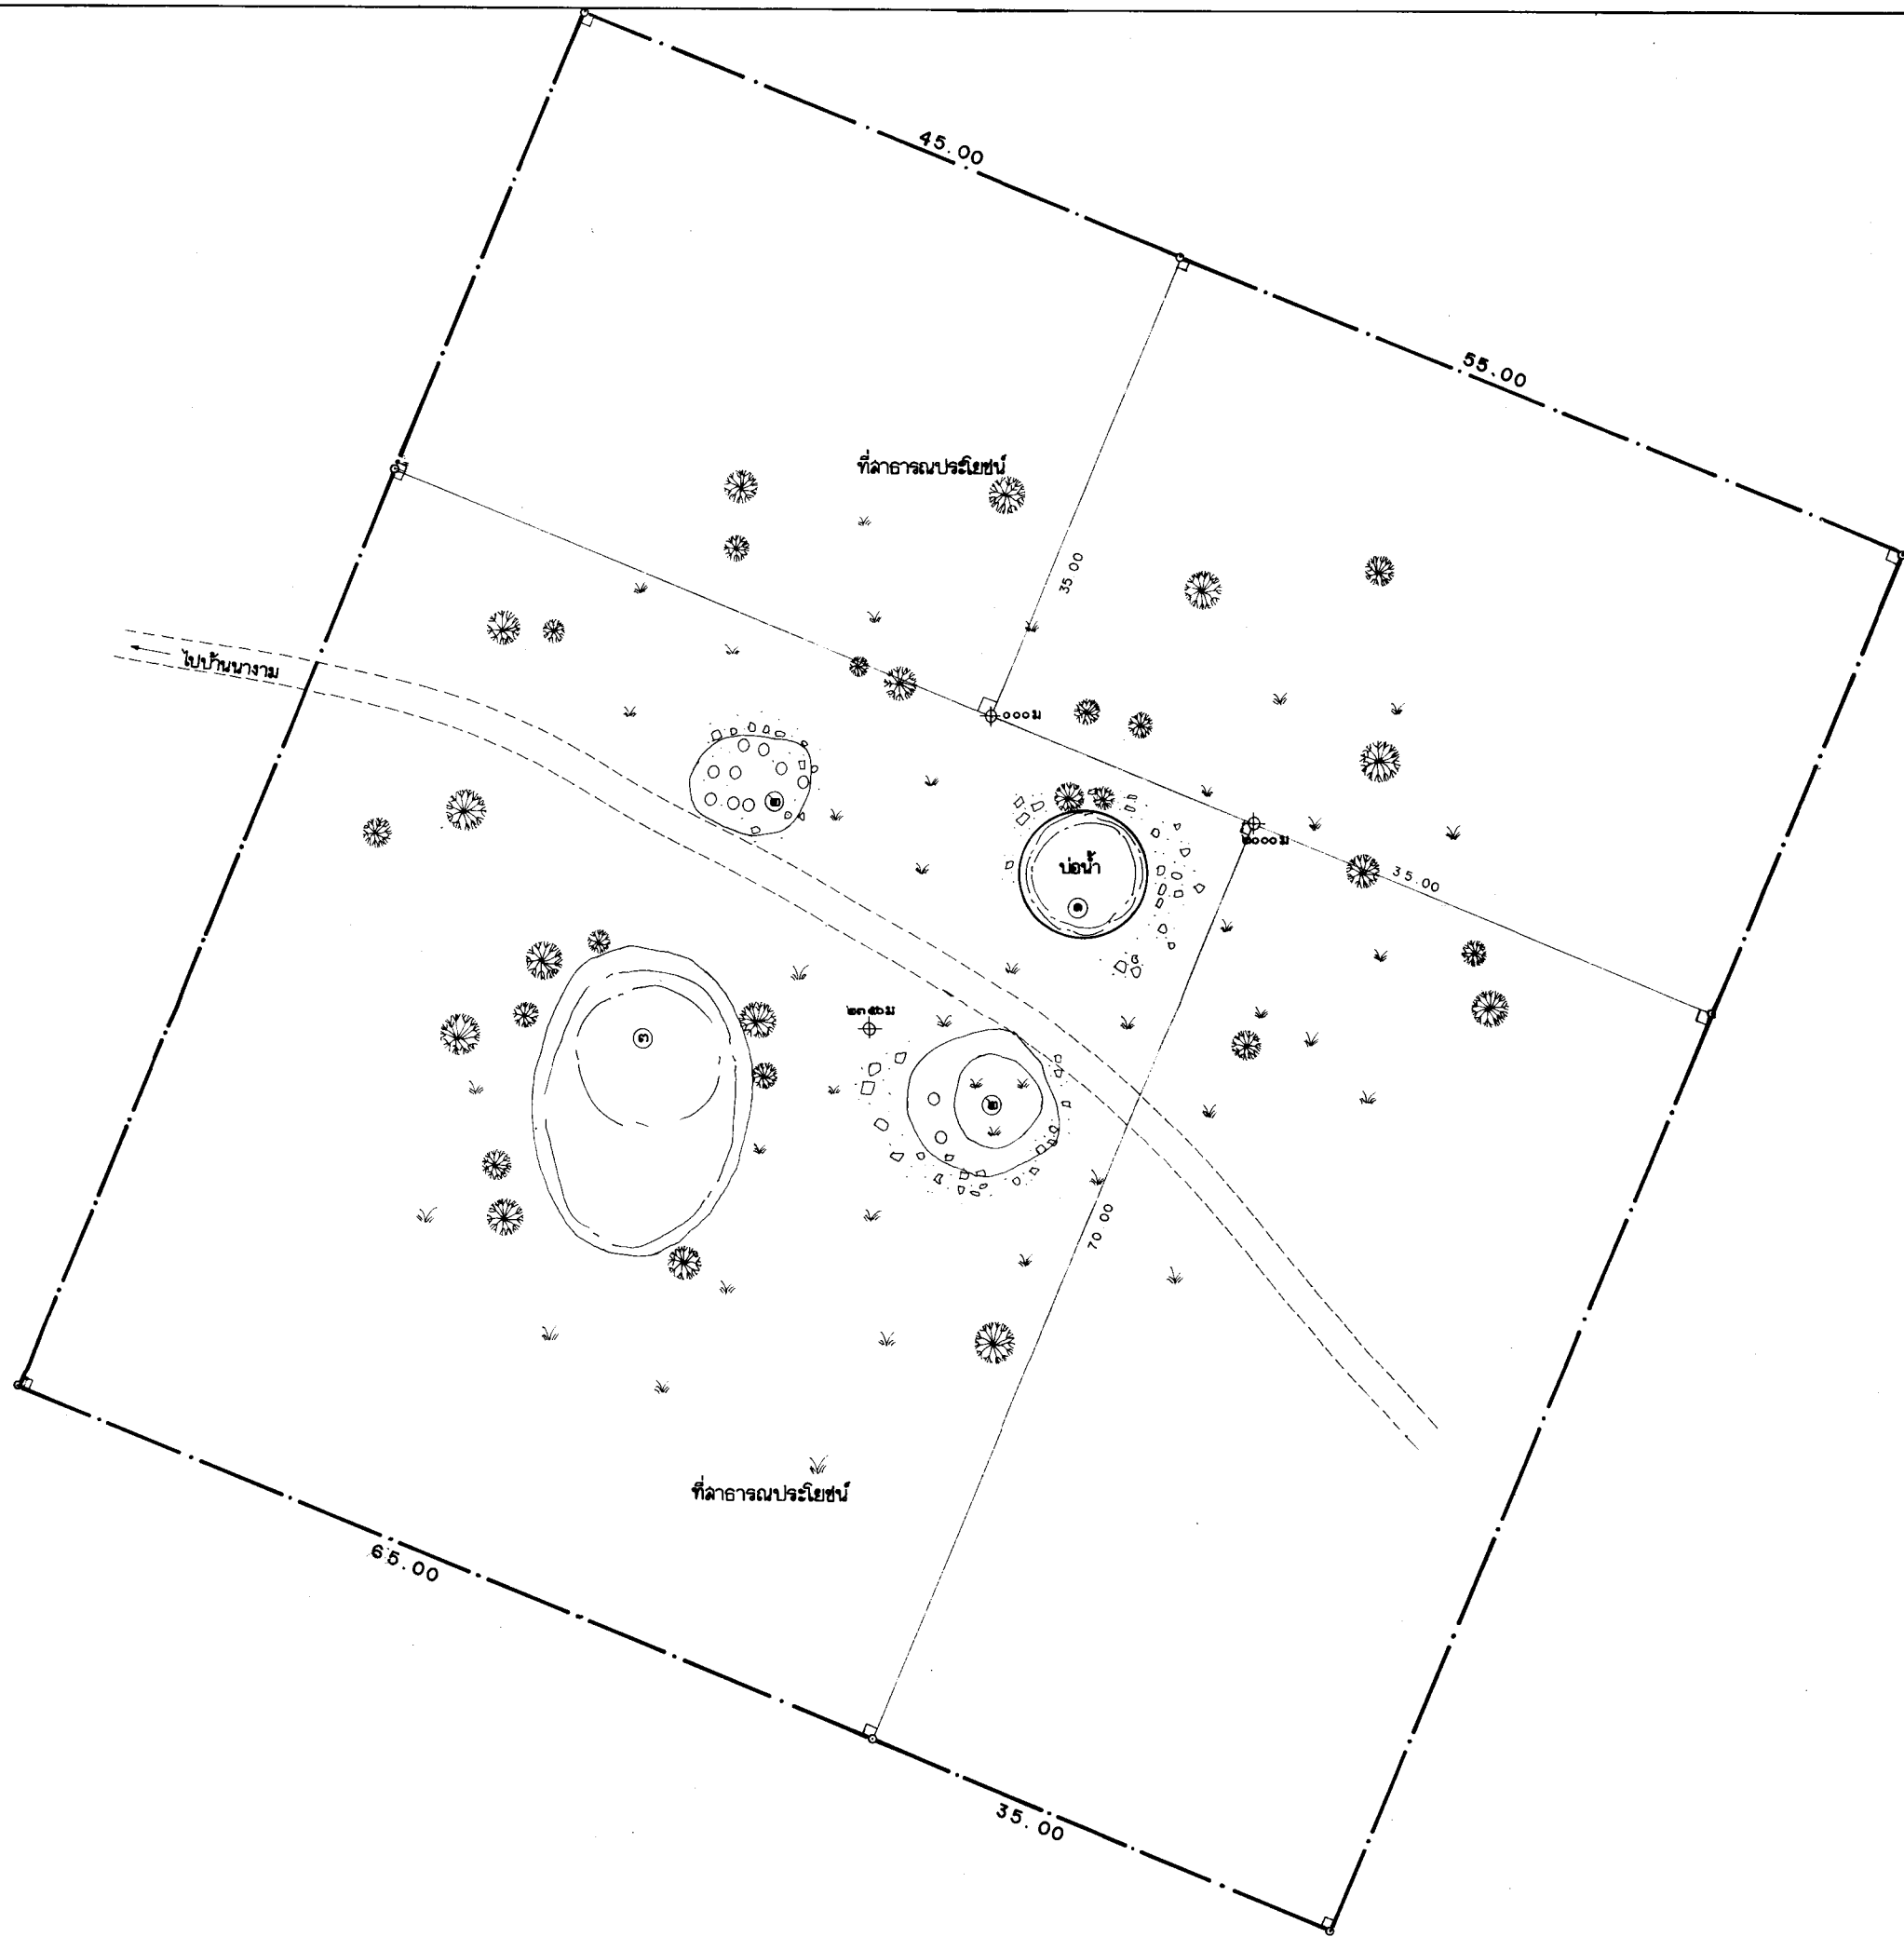 45.00
55.00
ที่สาธารณประโยชน์
35.00
ไปบ้านนางาม
๐๐๐ม
๒
๒๐๐๐ม
บ่อน้ำ
35.00
๑
๓
๒
70.00
ที่สาธารณประโยชน์
65.00
35.00